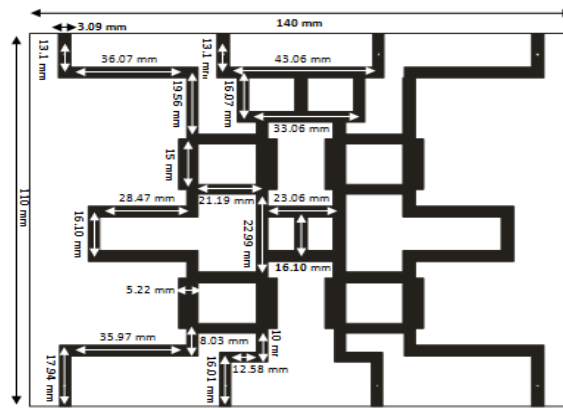 140 mm
3.09 mm
13.1 mm
13.1 mm
36.07 mm
43.06 mm
19.56 mm
16.07 mm
33.06 mm
15 mm
110 mm
28.47 mm
21.19 mm
23.06 mm
16.10 mm
22.99 mm
16.10 mm
5.22 mm
35.97 mm
8.03 mm
10 mr
12.58 mm
17.94 mm
16.01 mm